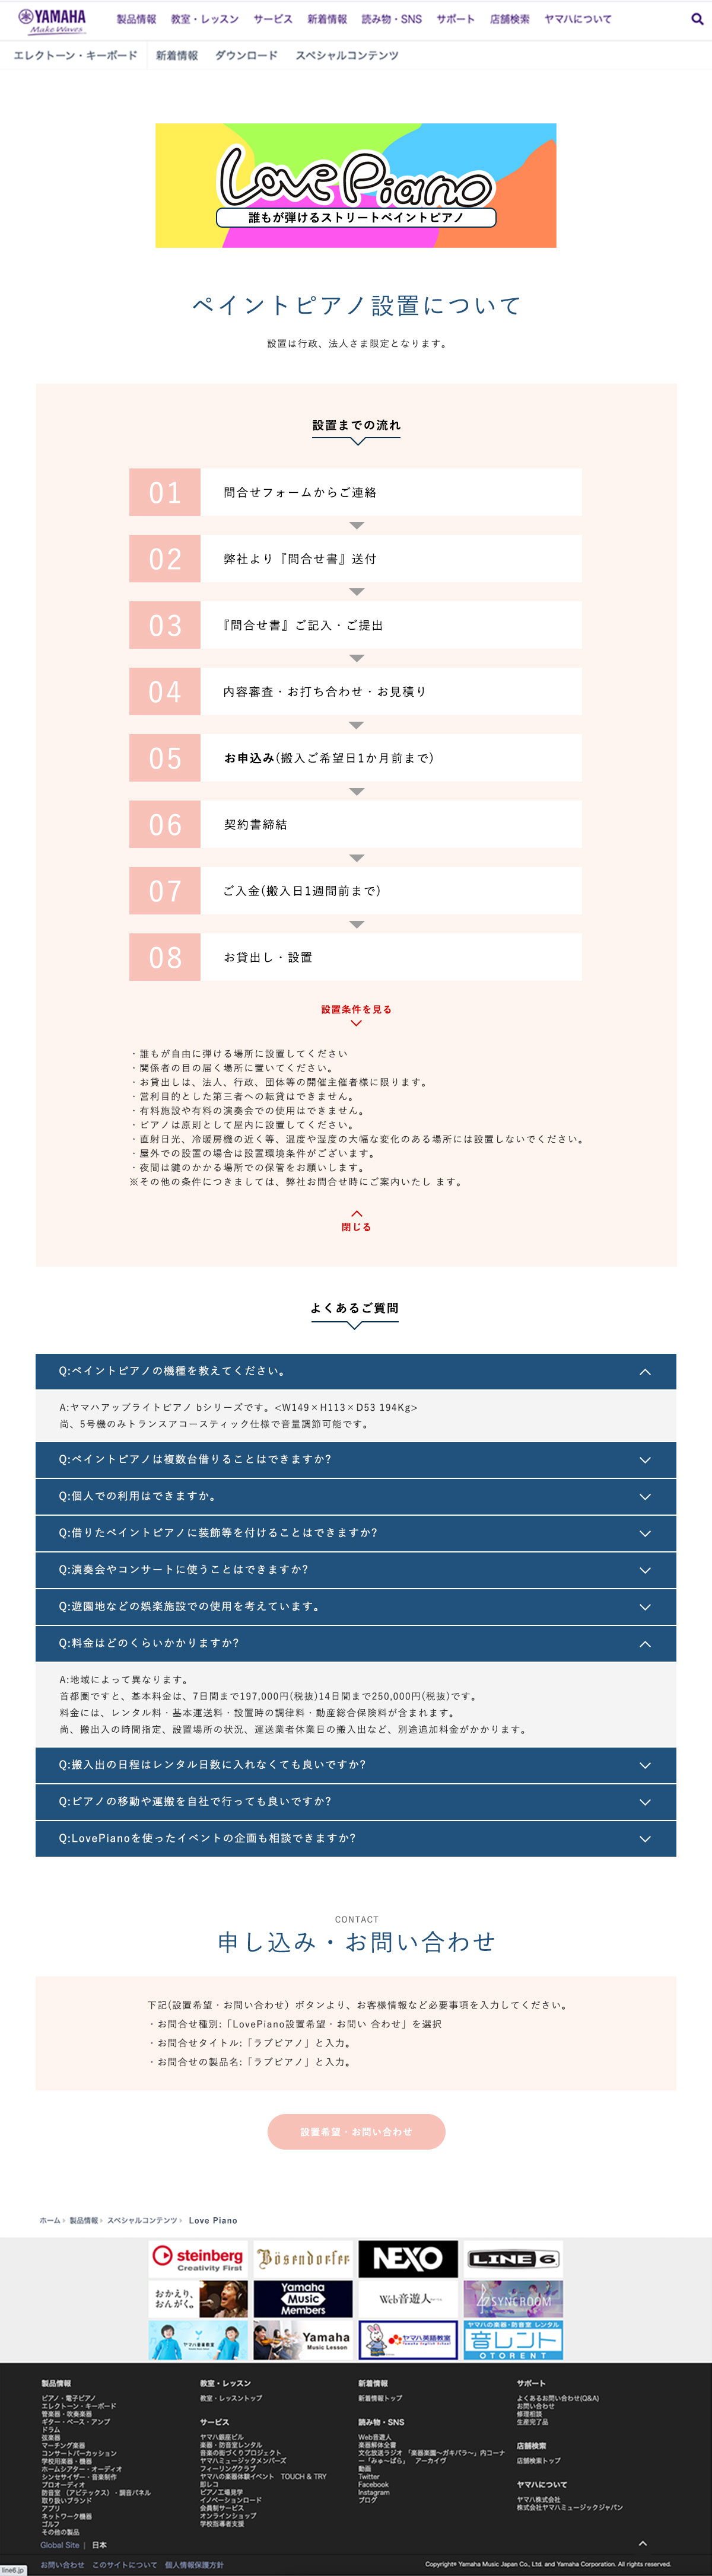 YAMAHA
Make Waves
製品情報 教室・レッスン サービス 新着情報 読み物・SNS サポート 店舗検索 ヤマハについて
エレクトーン・キーボード 新着情報 ダウンロード スペシャルコンテンツ
Love Piano
誰もが弾けるストリートペイントピアノ
ペイントピアノ設置について
設置は行政、法人さま限定となります。
設置までの流れ
01 問合せフォームからご連絡
02 弊社より『問合せ書』送付
03 『問合せ書』ご記入・ご提出
04 内容審査・お打ち合わせ・お見積り
05 お申込み(搬入ご希望日1か月前まで)
06 契約書締結
07 ご入金(搬入日1週間前まで)
08 お貸出し・設置
設置条件を見る
・誰もが自由に弾ける場所に設置してください
・関係者の目の届く場所に置いてください。
・お貸出しは、法人、行政、団体等の開催主催者様に限ります。
・営利目的とした第三者への転貸はできません。
・有料施設や有料の演奏会での使用はできません。
・ピアノは原則として屋内に設置してください。
・直射日光、冷暖房機の近く等、温度や湿度の大幅な変化のある場所には設置しないでください。
・屋外での設置の場合は設置環境条件がございます。
・夜間は鍵のかかる場所での保管をお願いします。
※その他の条件につきましては、弊社お問合せ時にご案内いたし ます。
閉じる
よくあるご質問
Q:ペイントピアノの機種を教えてください。
A:ヤマハアップライトピアノ bシリーズです。<W149×H113×D53 194Kg>
尚、5号機のみトランスアコースティック仕様で音量調節可能です。
Q:ペイントピアノは複数台借りることはできますか?
Q:個人での利用はできますか。
Q:借りたペイントピアノに装飾等を付けることはできますか?
Q:演奏会やコンサートに使うことはできますか?
Q:遊園地などの娯楽施設での使用を考えています。
Q:料金はどのくらいかかりますか?
A:地域によって異なります。
首都圏ですと、基本料金は、7日間まで197,000円(税抜)14日間まで250,000円(税抜)です。
料金には、レンタル料・基本運送料・設置時の調律料・動産総合保険料が含まれます。
尚、搬出入の時間指定、設置場所の状況、運送業者休業日の搬入出など、別途追加料金がかかります。
Q:搬入出の日程はレンタル日数に入れなくても良いですか?
Q:ピアノの移動や運搬を自社で行っても良いですか?
Q:LovePianoを使ったイベントの企画も相談できますか?
CONTACT
申し込み・お問い合わせ
下記(設置希望・お問い合わせ）ボタンより、お客様情報など必要事項を入力してください。
・お問合せ種別:「LovePiano設置希望・お問い 合わせ」を選択
・お問合せタイトル:「ラブピアノ」と入力。
・お問合せの製品名:「ラブピアノ」と入力。
設置希望・お問い合わせ
ホーム › 製品情報 › スペシャルコンテンツ › Love Piano
steinberg
Creativity First
Bösendorfer
NEXO
LINE 6
おかえり、
おんがく。
Yamaha
Music
Members
Web音遊人
SYNCROOM
ヤマハ音楽教室
Yamaha
Music Lesson
ヤマハ英語教室
ヤマハの楽器・防音室 レンタル
音レント
OTORENT
製品情報
ピアノ・電子ピアノ
エレクトーン・キーボード
管楽器・吹奏楽器
ギター・ベース・アンプ
ドラム
弦楽器
マーチング楽器
コンサートパーカッション
学校用楽器・機器
ホームシアター・オーディオ
シンセサイザー・音楽制作
プロオーディオ
防音室 （アビテックス）・調音パネル
取り扱いブランド
アプリ
ネットワーク機器
ゴルフ
その他の製品
教室・レッスン
教室・レッスントップ
サービス
ヤマハ銀座ビル
楽器・防音室レンタル
音楽の街づくりプロジェクト
ヤマハミュージックメンバーズ
フィーリングクラブ
ヤマハの楽器体験イベント TOUCH & TRY
即レコ
ピアノ工場見学
イノベーションロード
会員制サービス
オンラインショップ
学校指導者支援
新着情報
新着情報トップ
読み物・SNS
Web音遊人
楽器解体全書
文化放送ラジオ 「楽器楽園〜ガキパラ〜」内コーナ
ー「みゅ〜ぱら」 アーカイヴ
動画
Twitter
Facebook
Instagram
ブログ
サポート
よくあるお問い合わせ(Q&A)
お問い合わせ
修理相談
生産完了品
店舗検索
店舗検索トップ
ヤマハについて
ヤマハ株式会社
株式会社ヤマハミュージックジャパン
Global Site | 日本
お問い合わせ このサイトについて 個人情報保護方針
Copyright© Yamaha Music Japan Co., Ltd. and Yamaha Corporation. All rights reserved.
line6.jp